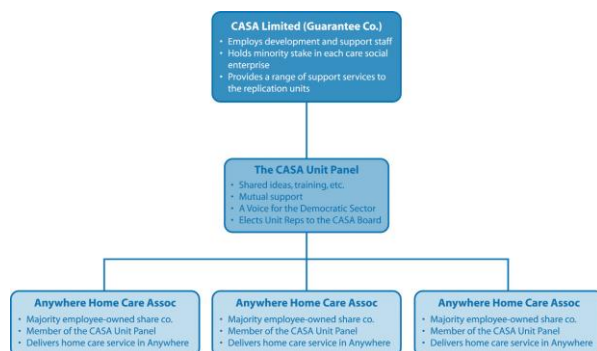 CASA Limited (Guarantee Co.)
• Employs development and support staff
• Holds minority stake in each care social
enterprise
• Provides a range of support services to
the replication units
The CASA Unit Panel
• Shared ideas, training, etc.
• Mutual support
• A Voice for the Democratic Sector
• Elects Unit Reps to the CASA Board
Anywhere Home Care Assoc
• Majority employee-owned share co.
• Member of the CASA Unit Panel
• Delivers home care service in Anywhere
Anywhere Home Care Assoc
• Majority employee-owned share co.
• Member of the CASA Unit Panel
• Delivers home care service in Anywhere
Anywhere Home Care Assoc
• Majority employee-owned share co.
• Member of the CASA Unit Panel
• Delivers home care service in Anywhere